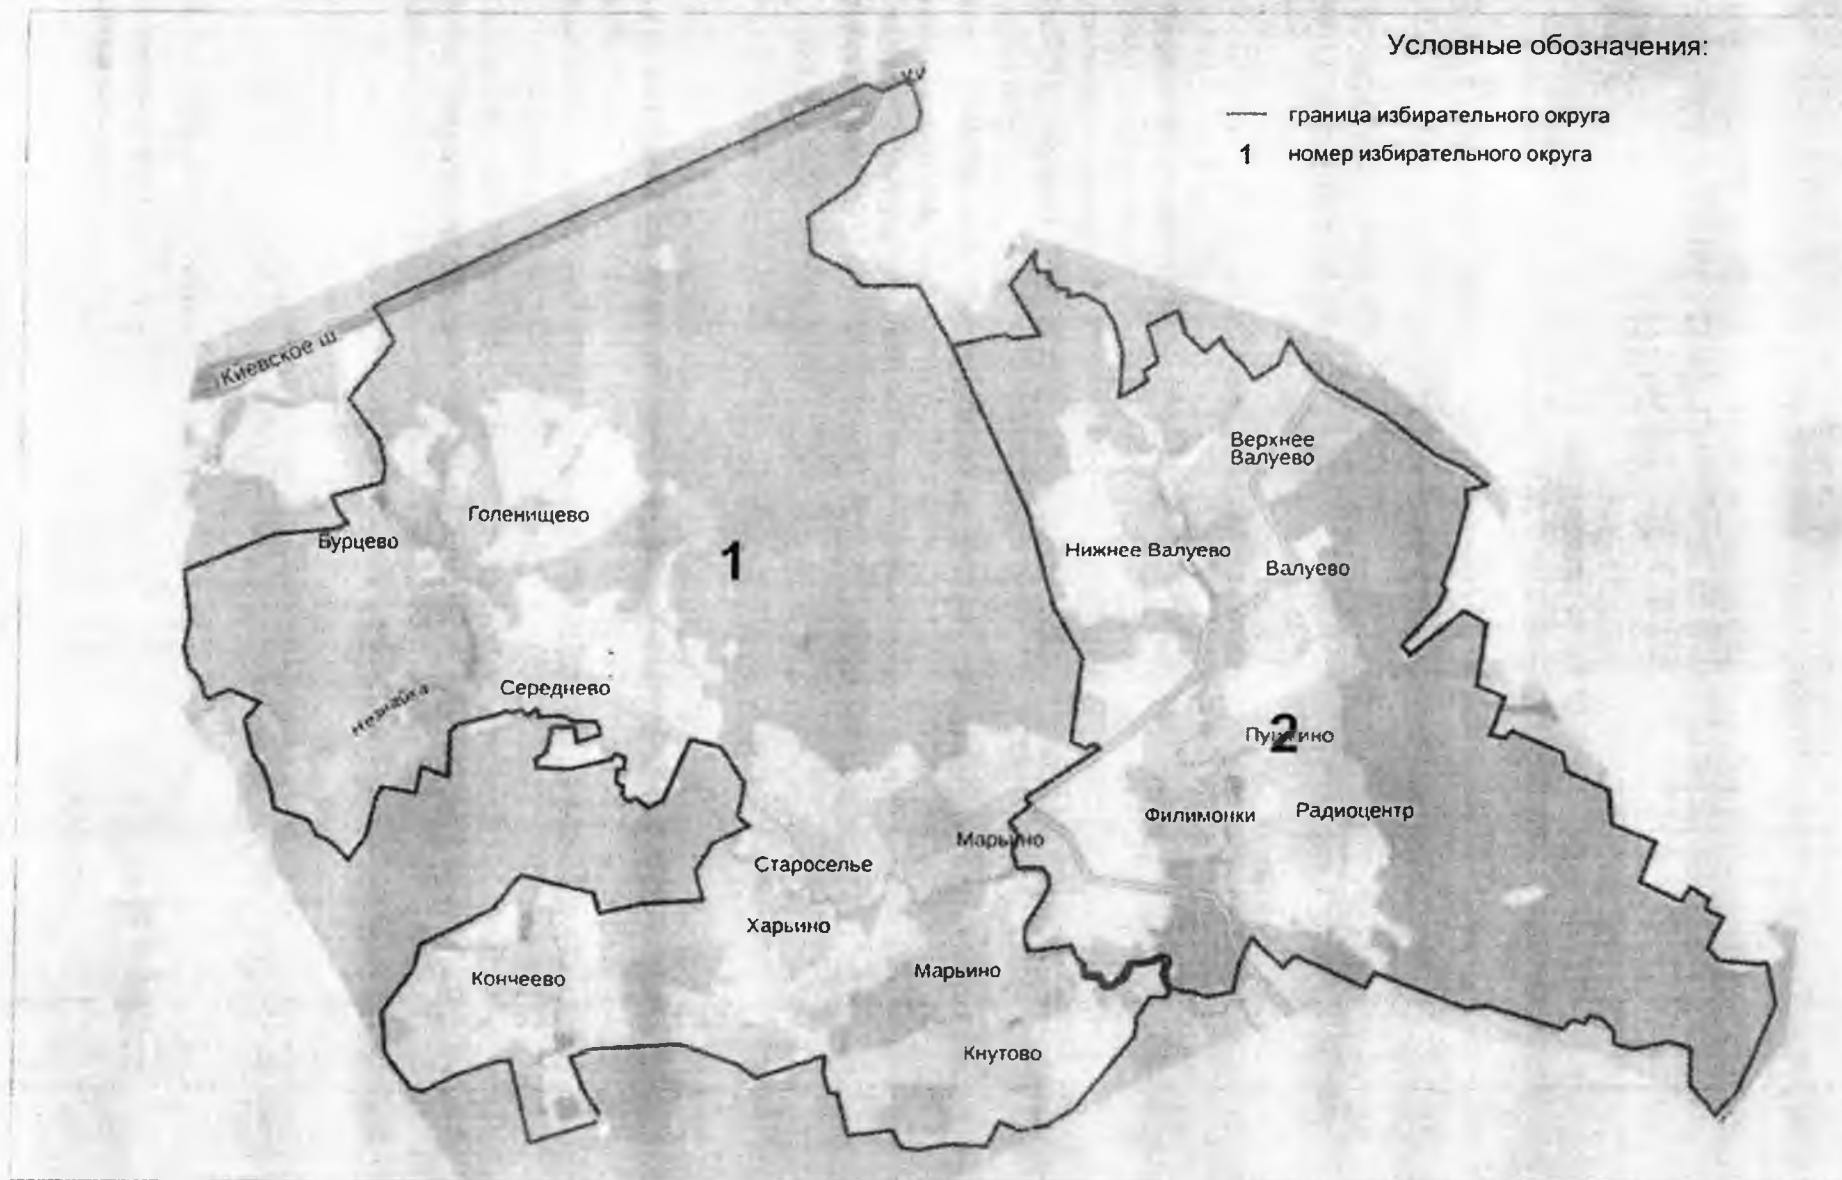 Условные обозначения:
граница избирательного округа
1 номер избирательного округа
Киевское ш
Верхнее
Валуево
Голенищево
Бурцево
1
Нижнее Валуево
Валуево
Середнево
Незнайка
2
Филимонки
Радиоцентр
Марьино
Староселье
Харьино
Марьино
Кончеево
Кнутово